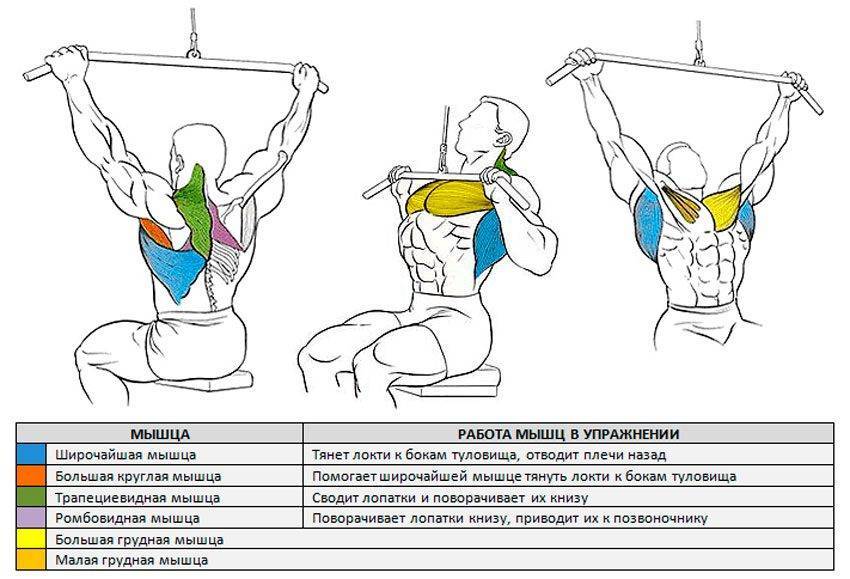 МЫШЦА РАБОТА МЫШЦ В УПРАЖНЕНИИ
Широчайшая мышца Тянет локти к бокам туловища, отводит плечи назад
Большая круглая мышца Помогает широчайшей мышце тянуть локти к бокам туловища
Трапециевидная мышца Сводит лопатки и поворачивает их книзу
Ромбовидная мышца Поворачивает лопатки книзу, приводит их к позвоночнику
Большая грудная мышца
Малая грудная мышца